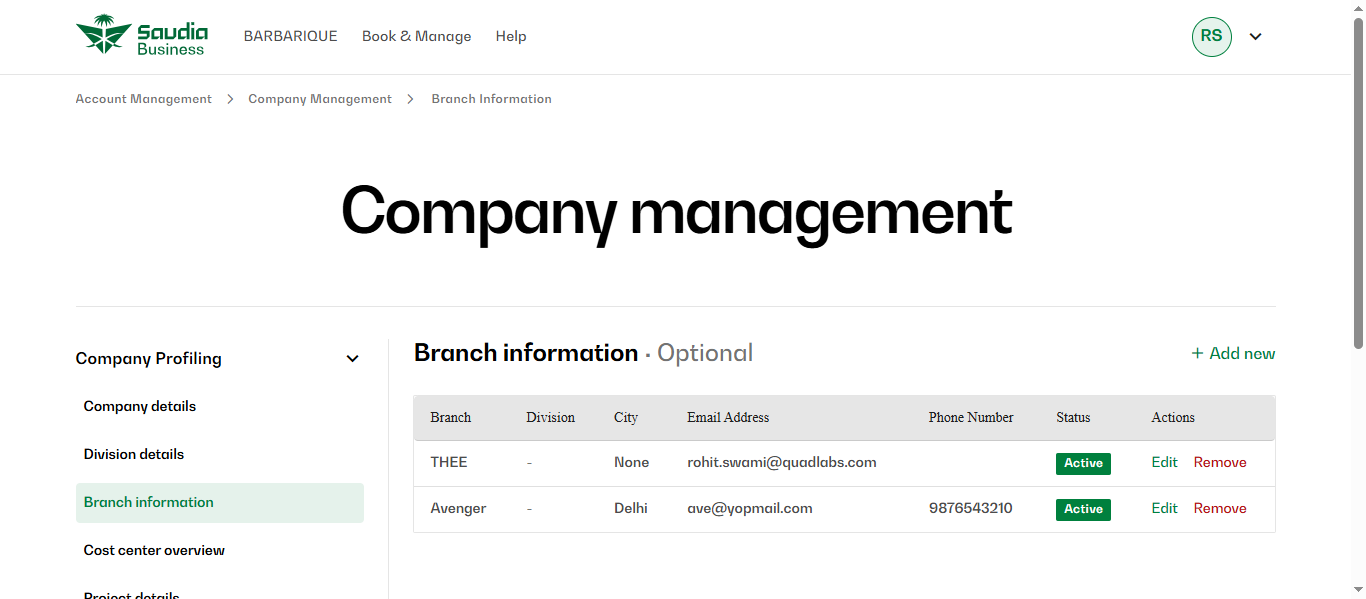 Saudia
Business
BARBARIQUE Book & Manage Help
RS
Account Management > Company Management > Branch Information
Company management
Company Profiling
Company details
Division details
Branch information
Cost center overview
Project details
Branch information · Optional
+ Add new
Branch Division City Email Address Phone Number Status Actions
THEE - None rohit.swami@quadlabs.com Active Edit Remove
Avenger - Delhi ave@yopmail.com 9876543210 Active Edit Remove